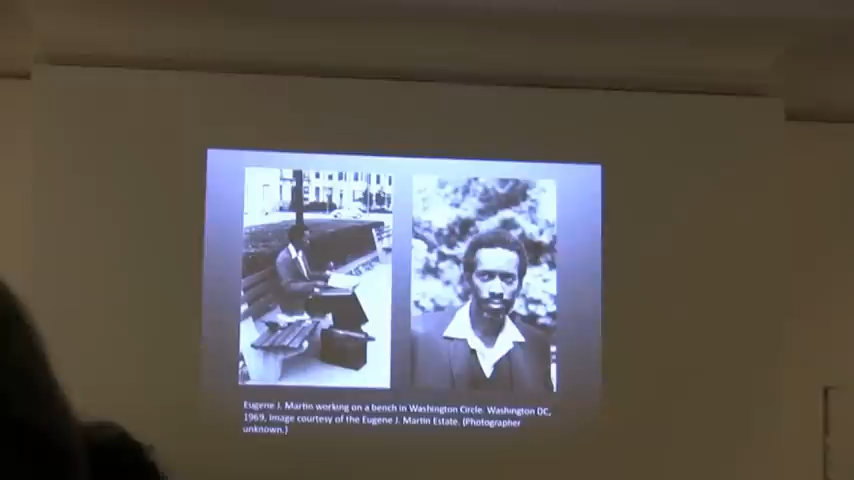 Eugene J. Martin working on a bench in Washington Circle. Washington DC,
1969, image courtesy of the Eugene J. Martin Estate. (Photographer
unknown.)